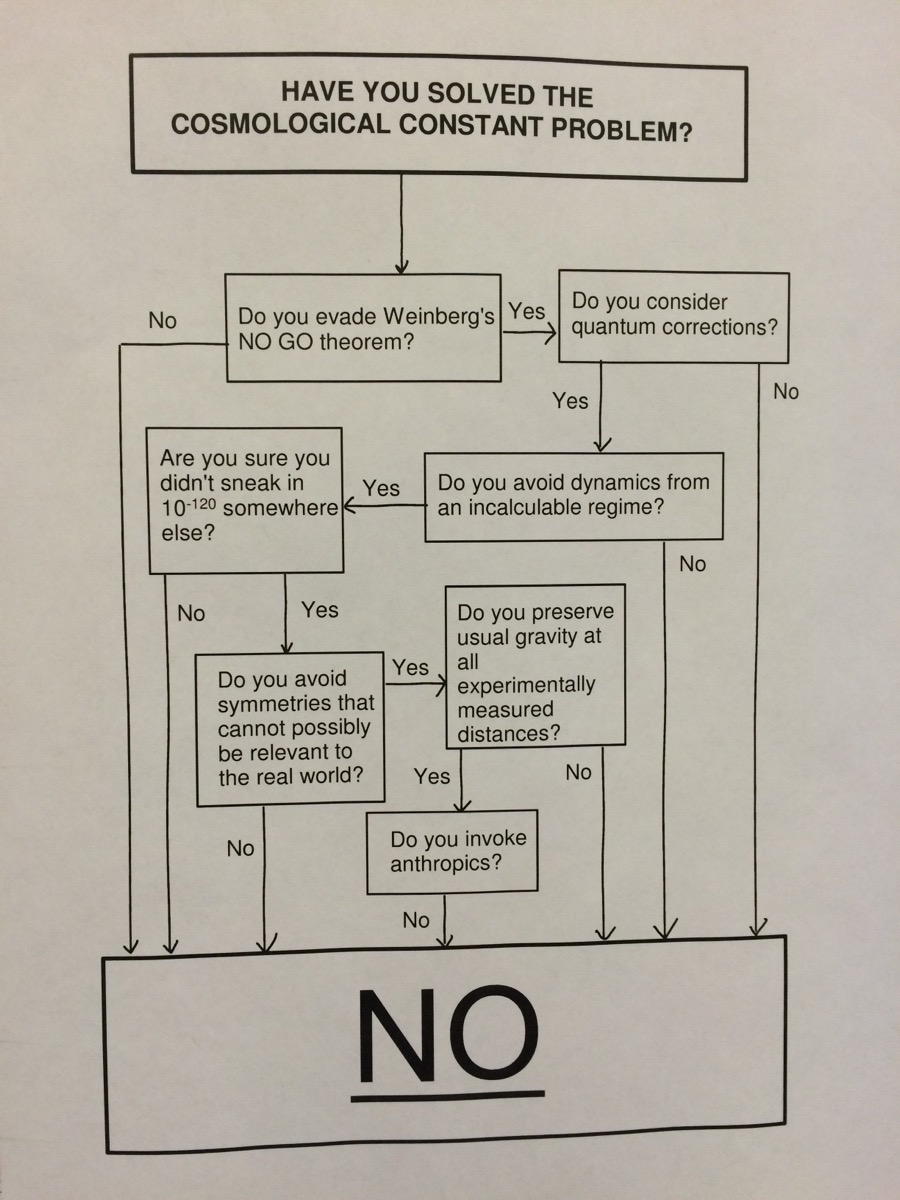 HAVE YOU SOLVED THE
COSMOLOGICAL CONSTANT PROBLEM?
No
Do you evade Weinberg's
NO GO theorem?
Yes
Do you consider
quantum corrections?
Yes
No
Are you sure you
didn't sneak in
10⁻¹²⁰ somewhere
else?
Yes
Do you avoid dynamics from
an incalculable regime?
No
No
Yes
Do you avoid
symmetries that
cannot possibly
be relevant to
the real world?
Yes
Do you preserve
usual gravity at
all
experimentally
measured
distances?
No
Yes
No
Do you invoke
anthropics?
No
NO